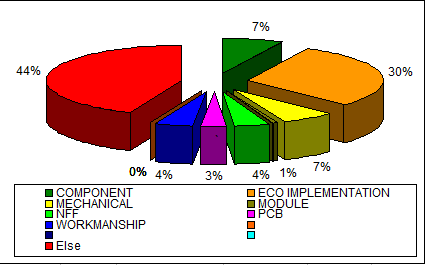 7%
44%
30%
0%
4%
3%
4%
1%
7%
COMPONENT
ECO IMPLEMENTATION
MECHANICAL
MODULE
NFF
PCB
WORKMANSHIP
Else